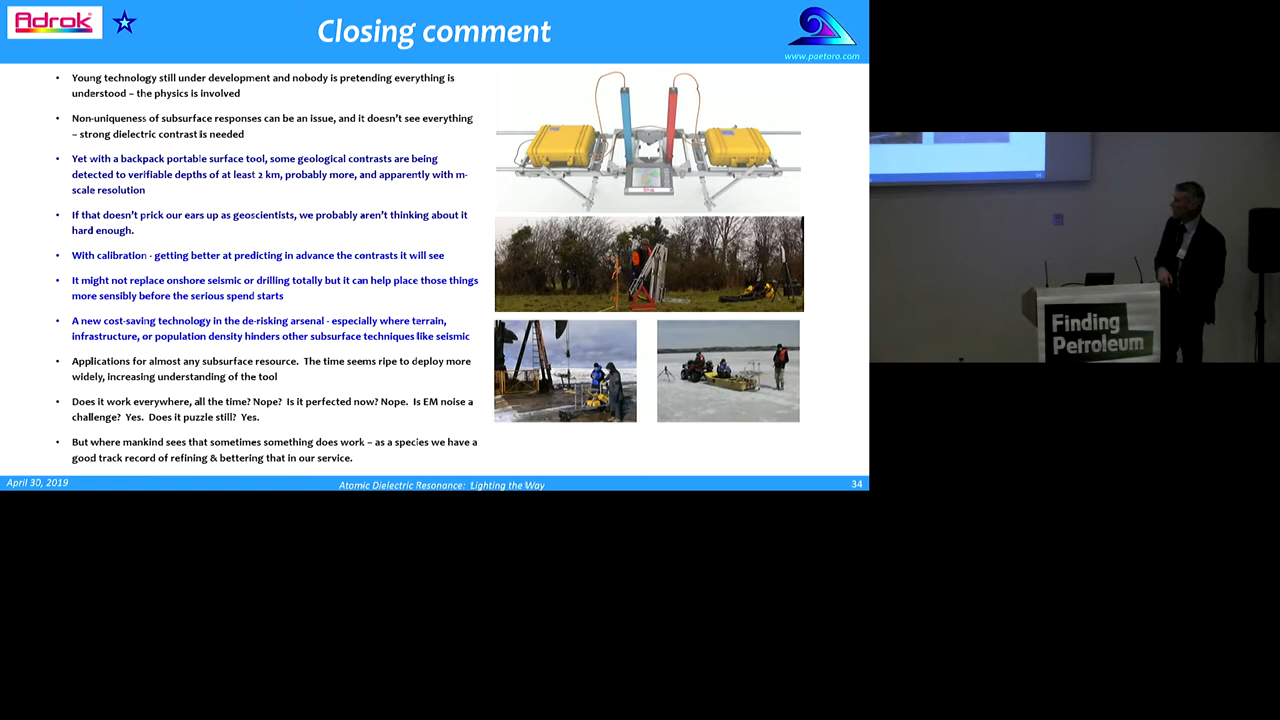 Adrok
Closing comment
www.paetoro.com
• Young technology still under development and nobody is pretending everything is
understood – the physics is involved
• Non-uniqueness of subsurface responses can be an issue, and it doesn't see everything
– strong dielectric contrast is needed
• Yet with a backpack portable surface tool, some geological contrasts are being
detected to verifiable depths of at least 2 km, probably more, and apparently with m-
scale resolution
• If that doesn't prick our ears up as geoscientists, we probably aren't thinking about it
hard enough.
• With calibration - getting better at predicting in advance the contrasts it will see
• It might not replace onshore seismic or drilling totally but it can help place those things
more sensibly before the serious spend starts
• A new cost-saving technology in the de-risking arsenal - especially where terrain,
infrastructure, or population density hinders other subsurface techniques like seismic
• Applications for almost any subsurface resource.  The time seems ripe to deploy more
widely, increasing understanding of the tool
• Does it work everywhere, all the time? Nope?  Is it perfected now? Nope.  Is EM noise a
challenge?  Yes.  Does it puzzle still?  Yes.
• But where mankind sees that sometimes something does work – as a species we have a
good track record of refining & bettering that in our service.
April 30, 2019
Atomic Dielectric Resonance:  Lighting the Way
34
Finding
Petroleum